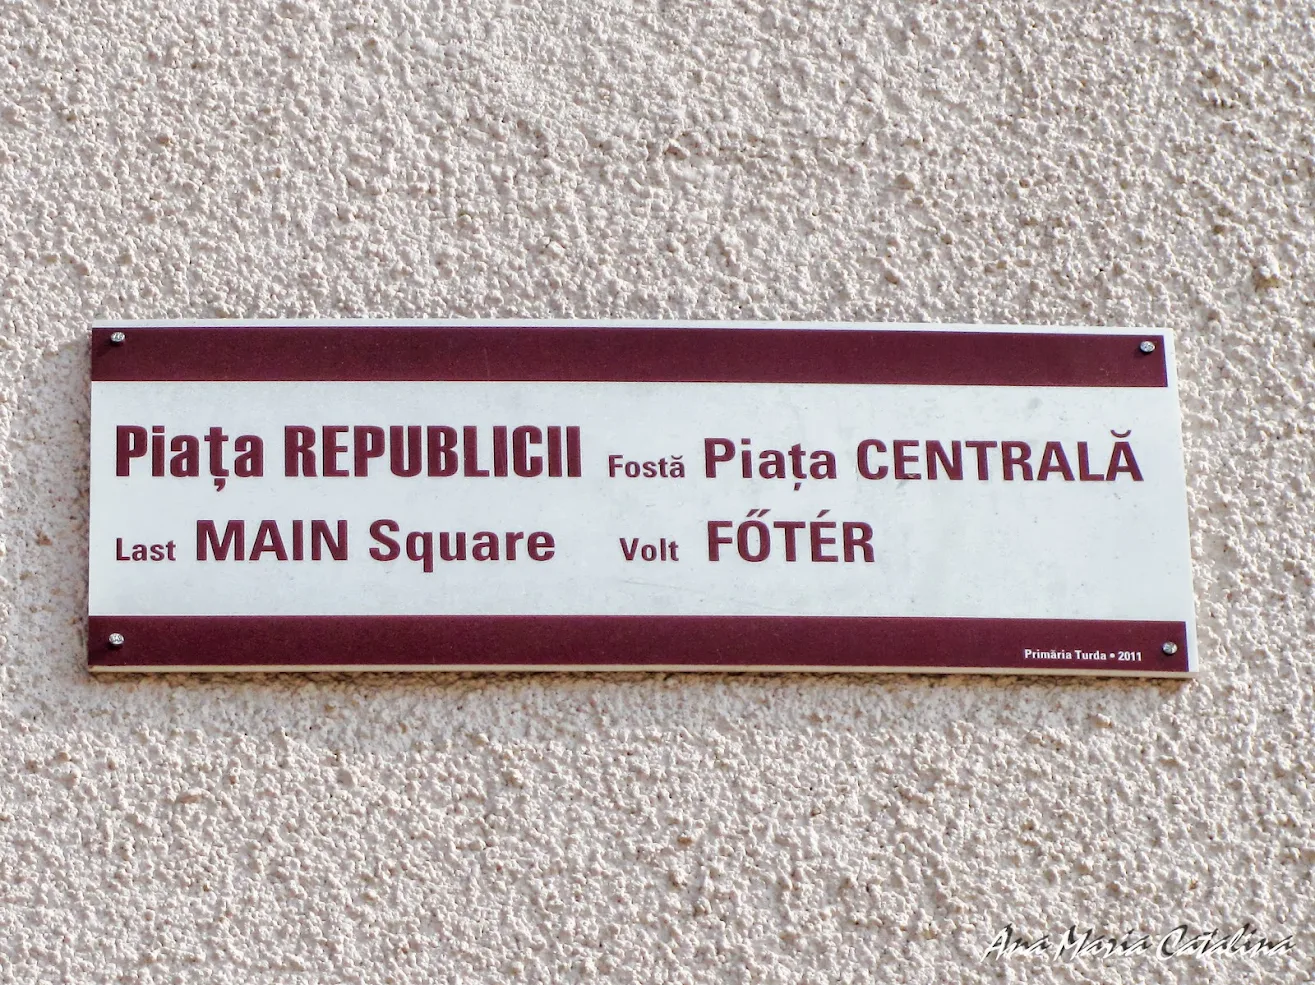 Piața REPUBLICII Fostă Piața CENTRALĂ
Last MAIN Square Volt FŐTÉR
Primăria Turda • 2011
Ana Maria Catalina